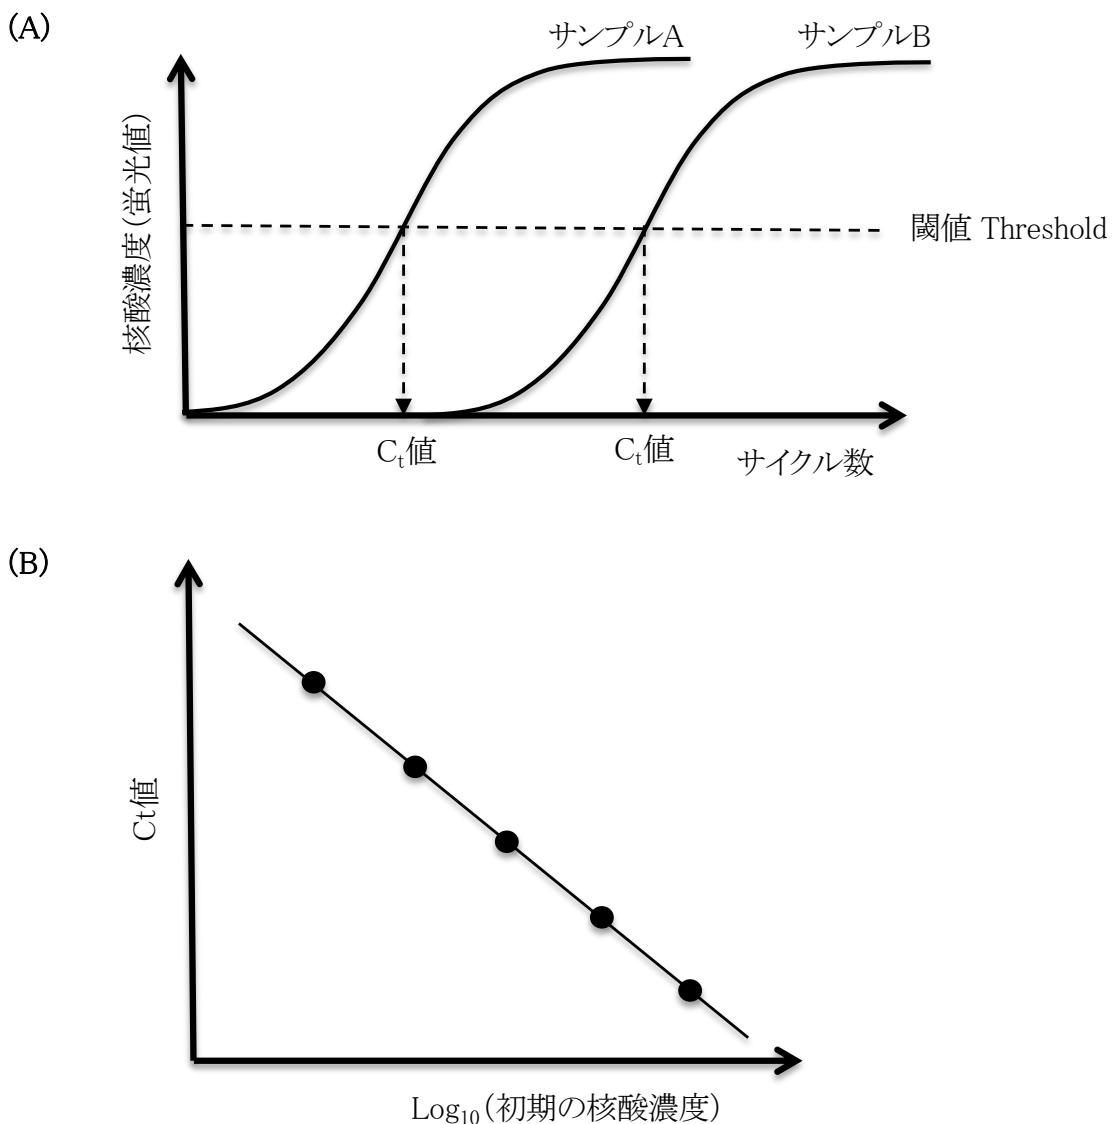 (A)
サンプルA
サンプルB
核酸濃度(蛍光値)
閾値 Threshold
Ct値
Ct値
サイクル数
(B)
Ct値
Log10(初期の核酸濃度)